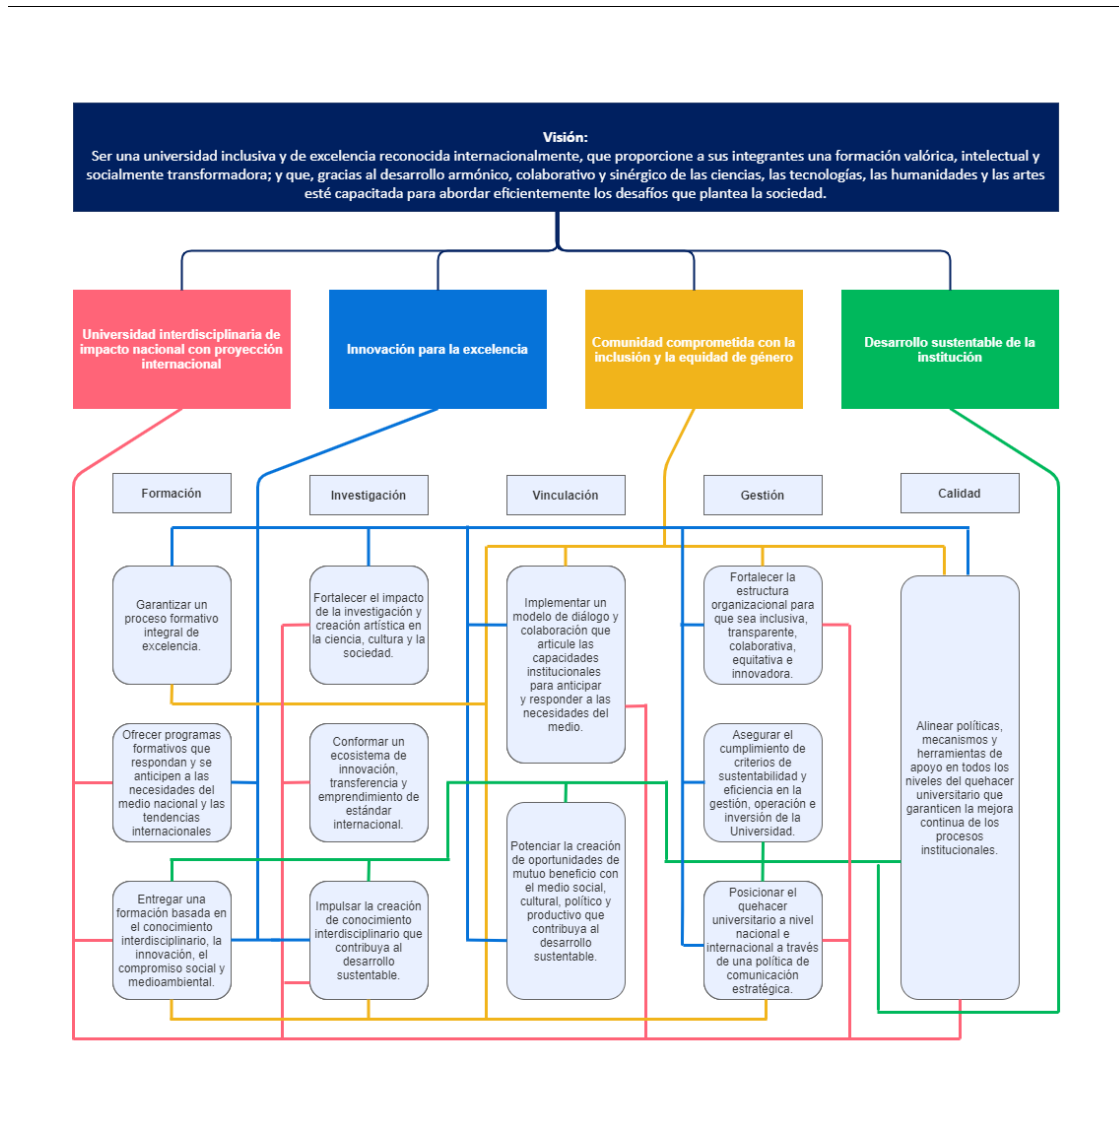 Visión:
Ser una universidad inclusiva y de excelencia reconocida internacionalmente, que proporcione a sus integrantes una formación valórica, intelectual y
socialmente transformadora; y que, gracias al desarrollo armónico, colaborativo y sinérgico de las ciencias, las tecnologías, las humanidades y las artes
esté capacitada para abordar eficientemente los desafíos que plantea la sociedad.
Universidad interdisciplinaria de
impacto nacional con proyección
internacional
Innovación para la excelencia
Comunidad comprometida con la
inclusión y la equidad de género
Desarrollo sustentable de la
institución
Formación
Investigación
Vinculación
Gestión
Calidad
Garantizar un
proceso formativo
integral de
excelencia.
Fortalecer el impacto
de la investigación y
creación artística en
la ciencia, cultura y la
sociedad.
Implementar un
modelo de diálogo y
colaboración que
articule las
capacidades
institucionales
para anticipar
y responder a las
necesidades del
medio.
Fortalecer la
estructura
organizacional para
que sea inclusiva,
transparente,
colaborativa,
equitativa e
innovadora.
Alinear políticas,
mecanismos y
herramientas de
apoyo en todos los
niveles del quehacer
universitario que
garanticen la mejora
continua de los
procesos
institucionales.
Ofrecer programas
formativos que
respondan y se
anticipen a las
necesidades del
medio nacional y las
tendencias
internacionales
Conformar un
ecosistema de
innovación,
transferencia y
emprendimiento de
estándar
internacional.
Asegurar el
cumplimiento de
criterios de
sustentabilidad y
eficiencia en la
gestión, operación e
inversión de la
Universidad.
Potenciar la creación
de oportunidades de
mutuo beneficio con
el medio social,
cultural, político y
productivo que
contribuya al
desarrollo
sustentable.
Entregar una
formación basada en
el conocimiento
interdisciplinario, la
innovación, el
compromiso social y
medioambiental.
Impulsar la creación
de conocimiento
interdisciplinario que
contribuya al
desarrollo
sustentable.
Posicionar el
quehacer
universitario a nivel
nacional e
internacional a través
de una política de
comunicación
estratégica.